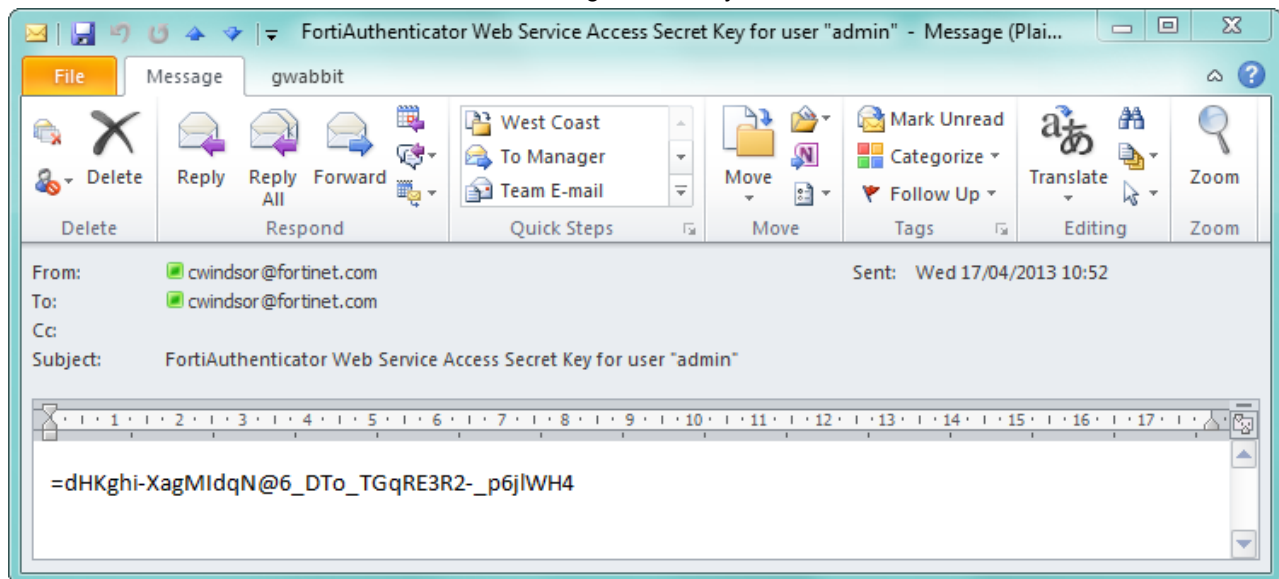 FortiAuthenticator Web Service Access Secret Key for user "admin" - Message (Plai...
File Message gwabbit
Delete
Reply
Reply All
Forward
West Coast
To Manager
Team E-mail
Move
Mark Unread
Categorize
Follow Up
Translate
Zoom
Delete Respond Quick Steps Move Tags Editing Zoom
From: cwindsor@fortinet.com Sent: Wed 17/04/2013 10:52
To: cwindsor@fortinet.com
Cc:
Subject: FortiAuthenticator Web Service Access Secret Key for user "admin"
1 2 3 4 5 6 7 8 9 10 11 12 13 14 15 16 17
=dHKghi-XagMIdqN@6_DTo_TGqRE3R2-_p6jlWH4